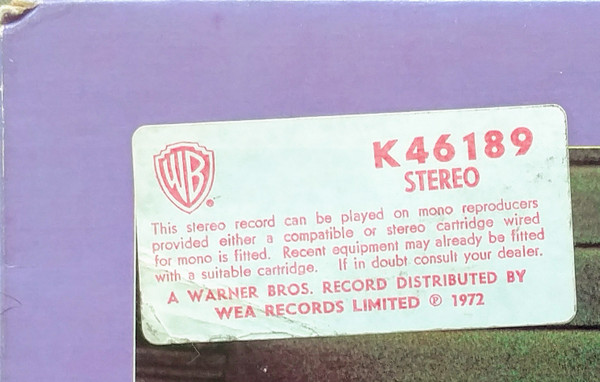 WB ®
K46189
STEREO
This stereo record can be played on mono reproducers
provided either a compatible or stereo cartridge wired
for mono is fitted. Recent equipment may already be fitted
with a suitable cartridge. If in doubt consult your dealer.
A WARNER BROS. RECORD DISTRIBUTED BY
WEA RECORDS LIMITED ℗ 1972